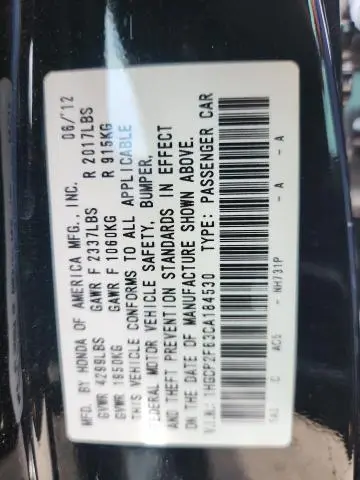 MFD. BY HONDA OF AMERICA MFG., INC. 06/'12
GVWR 4299LBS GAWR F 2337LBS R 2017LBS
GVWR 1950KG GAWR F 1060KG R 915KG
THIS VEHICLE CONFORMS TO ALL APPLICABLE
FEDERAL MOTOR VEHICLE SAFETY, BUMPER,
AND THEFT PREVENTION STANDARDS IN EFFECT
ON THE DATE OF MANUFACTURE SHOWN ABOVE.
V.I.N.: 1HGCP2F83CA184530 TYPE: PASSENGER CAR
C AC5 - NH731P - A - A